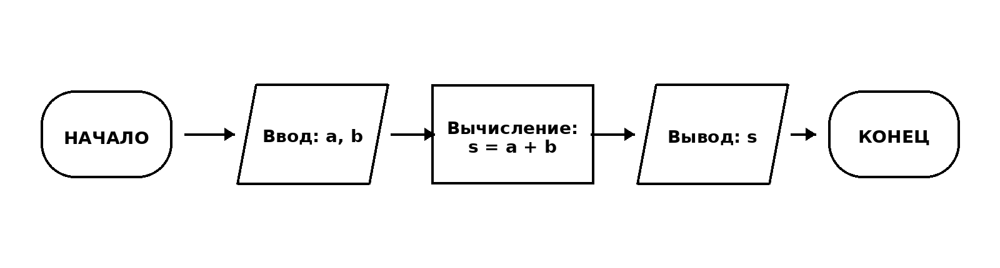 НАЧАЛО
Ввод: a, b
Вычисление:
s = a + b
Вывод: s
КОНЕЦ